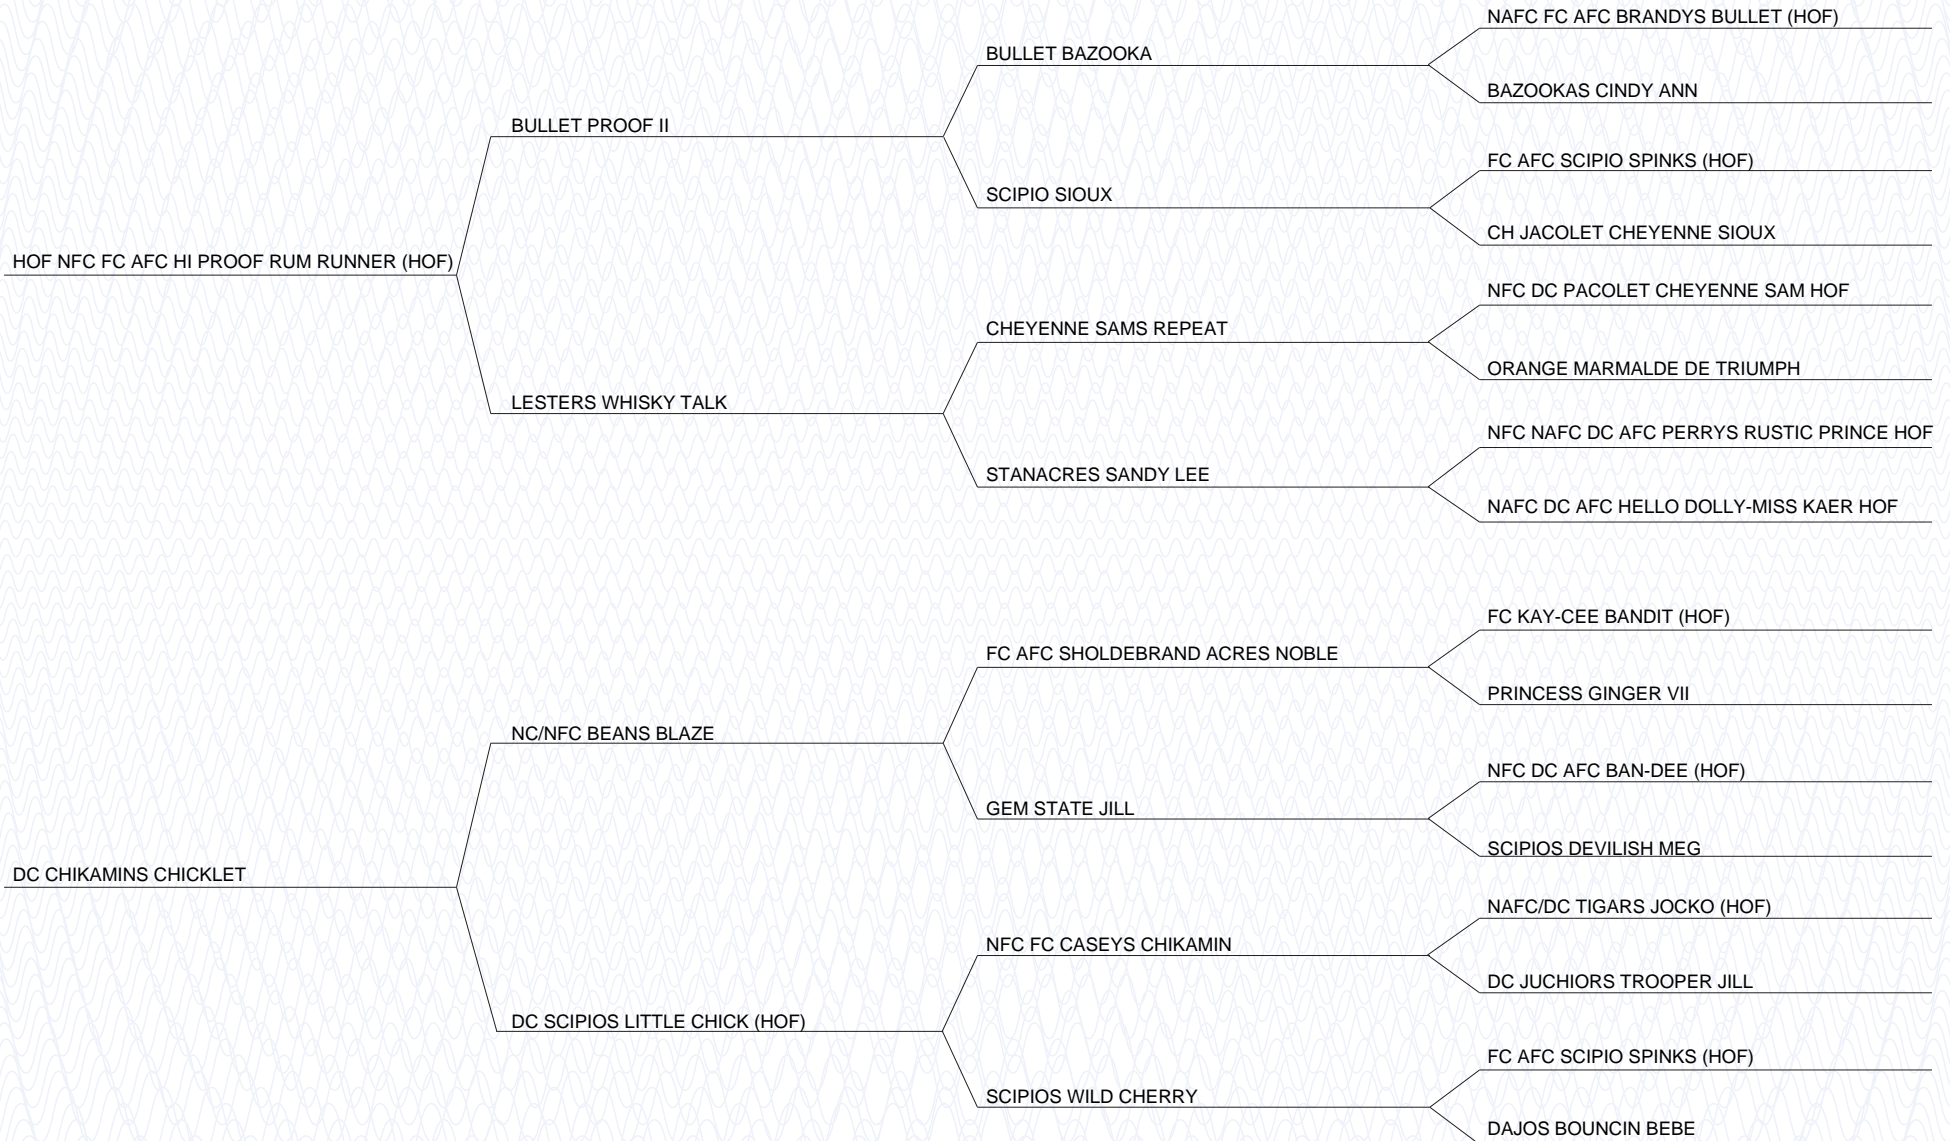 NAFC FC AFC BRANDYS BULLET (HOF)
BULLET BAZOOKA
BAZOOKAS CINDY ANN
BULLET PROOF II
FC AFC SCIPIO SPINKS (HOF)
SCIPIO SIOUX
CH JACOLET CHEYENNE SIOUX
HOF NFC FC AFC HI PROOF RUM RUNNER (HOF)
NFC DC PACOLET CHEYENNE SAM HOF
CHEYENNE SAMS REPEAT
ORANGE MARMALDE DE TRIUMPH
LESTERS WHISKY TALK
NFC NAFC DC AFC PERRYS RUSTIC PRINCE HOF
STANACRES SANDY LEE
NAFC DC AFC HELLO DOLLY-MISS KAER HOF
FC KAY-CEE BANDIT (HOF)
FC AFC SHOLDEBRAND ACRES NOBLE
PRINCESS GINGER VII
NC/NFC BEANS BLAZE
NFC DC AFC BAN-DEE (HOF)
GEM STATE JILL
SCIPIOS DEVILISH MEG
DC CHIKAMINS CHICKLET
NAFC/DC TIGARS JOCKO (HOF)
NFC FC CASEYS CHIKAMIN
DC JUCHIORS TROOPER JILL
DC SCIPIOS LITTLE CHICK (HOF)
FC AFC SCIPIO SPINKS (HOF)
SCIPIOS WILD CHERRY
DAJOS BOUNCIN BEBE